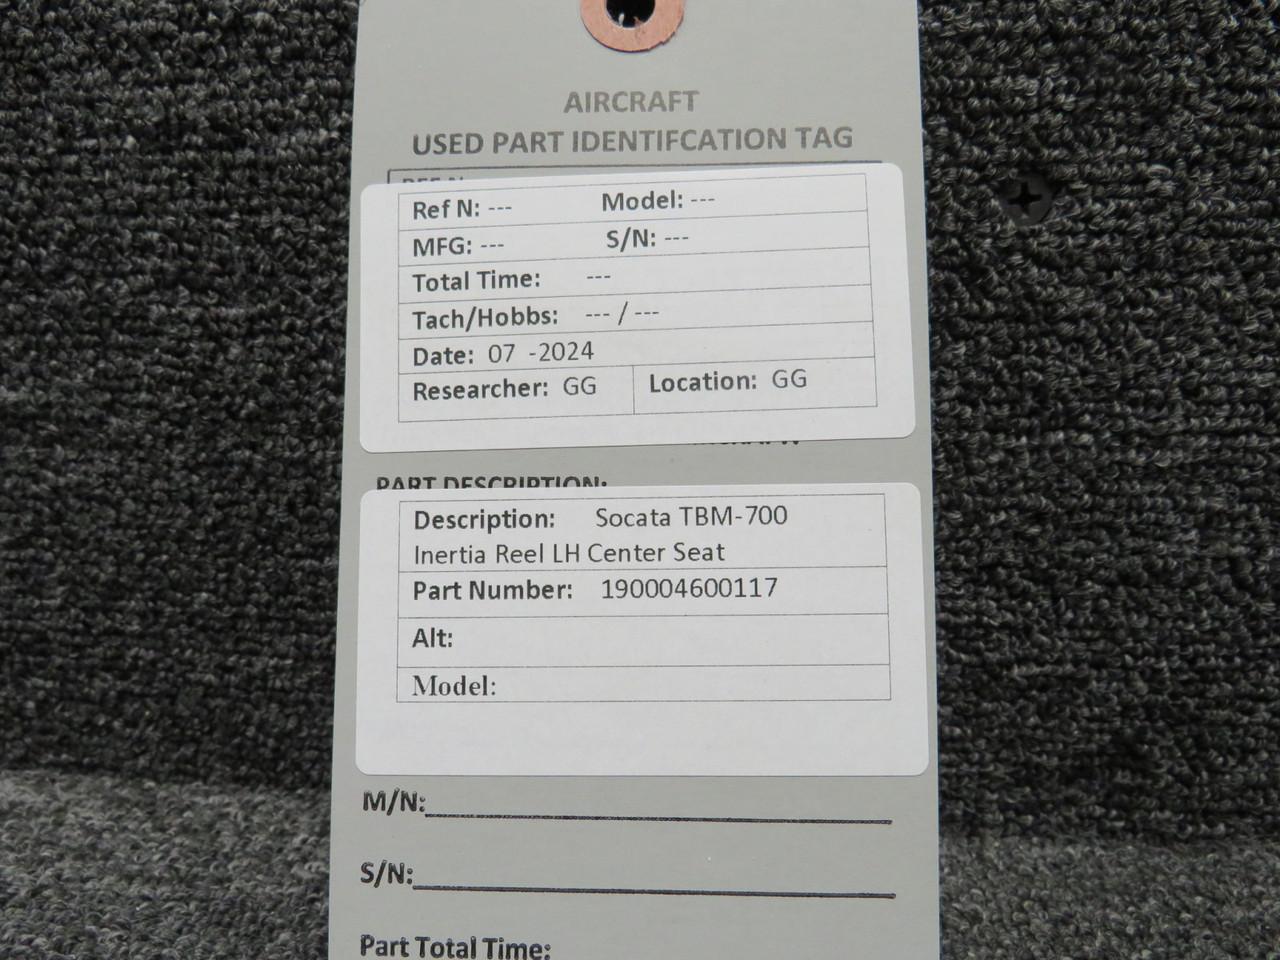 AIRCRAFT
USED PART IDENTIFCATION TAG
REF N
Ref N: --- Model: ---
MFG: --- S/N: ---
Total Time: ---
Tach/Hobbs: --- / ---
Date: 07 -2024
Researcher: GG Location: GG
PART DESCRIPTION:
Description: Socata TBM-700
Inertia Reel LH Center Seat
Part Number: 190004600117
Alt:
Model:
M/N:
S/N:
Part Total Time: